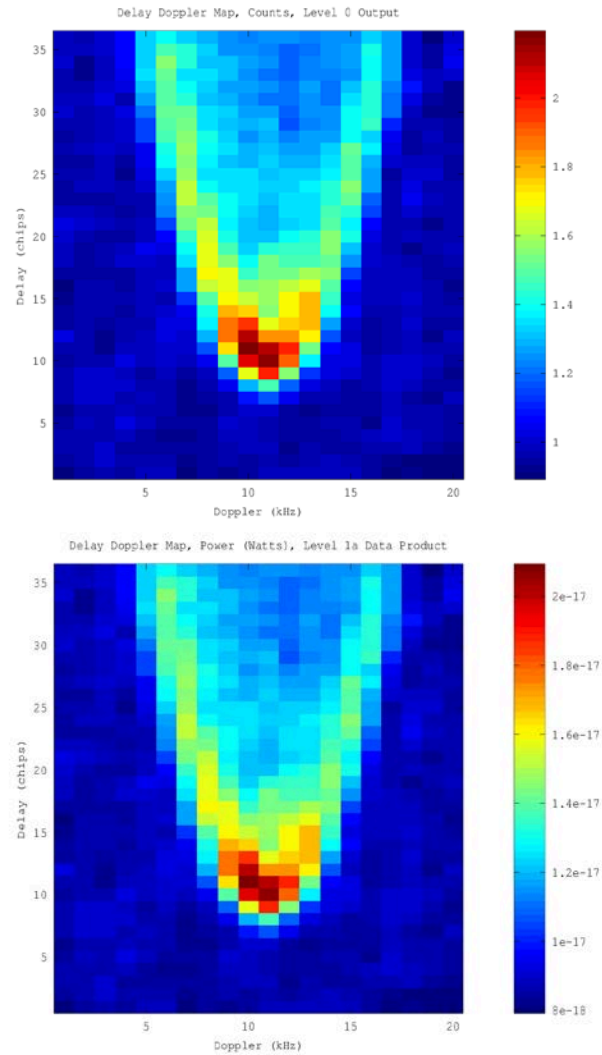 Delay Doppler Map, Counts, Level 0 Output
35
30
25
20
15
10
5
Delay (chips)
5
10
15
20
Doppler (kHz)
2
1.8
1.6
1.4
1.2
1
Delay Doppler Map, Power (Watts), Level 1a Data Product
35
30
25
20
15
10
5
Delay (chips)
5
10
15
20
Doppler (kHz)
2e-17
1.8e-17
1.6e-17
1.4e-17
1.2e-17
1e-17
8e-18